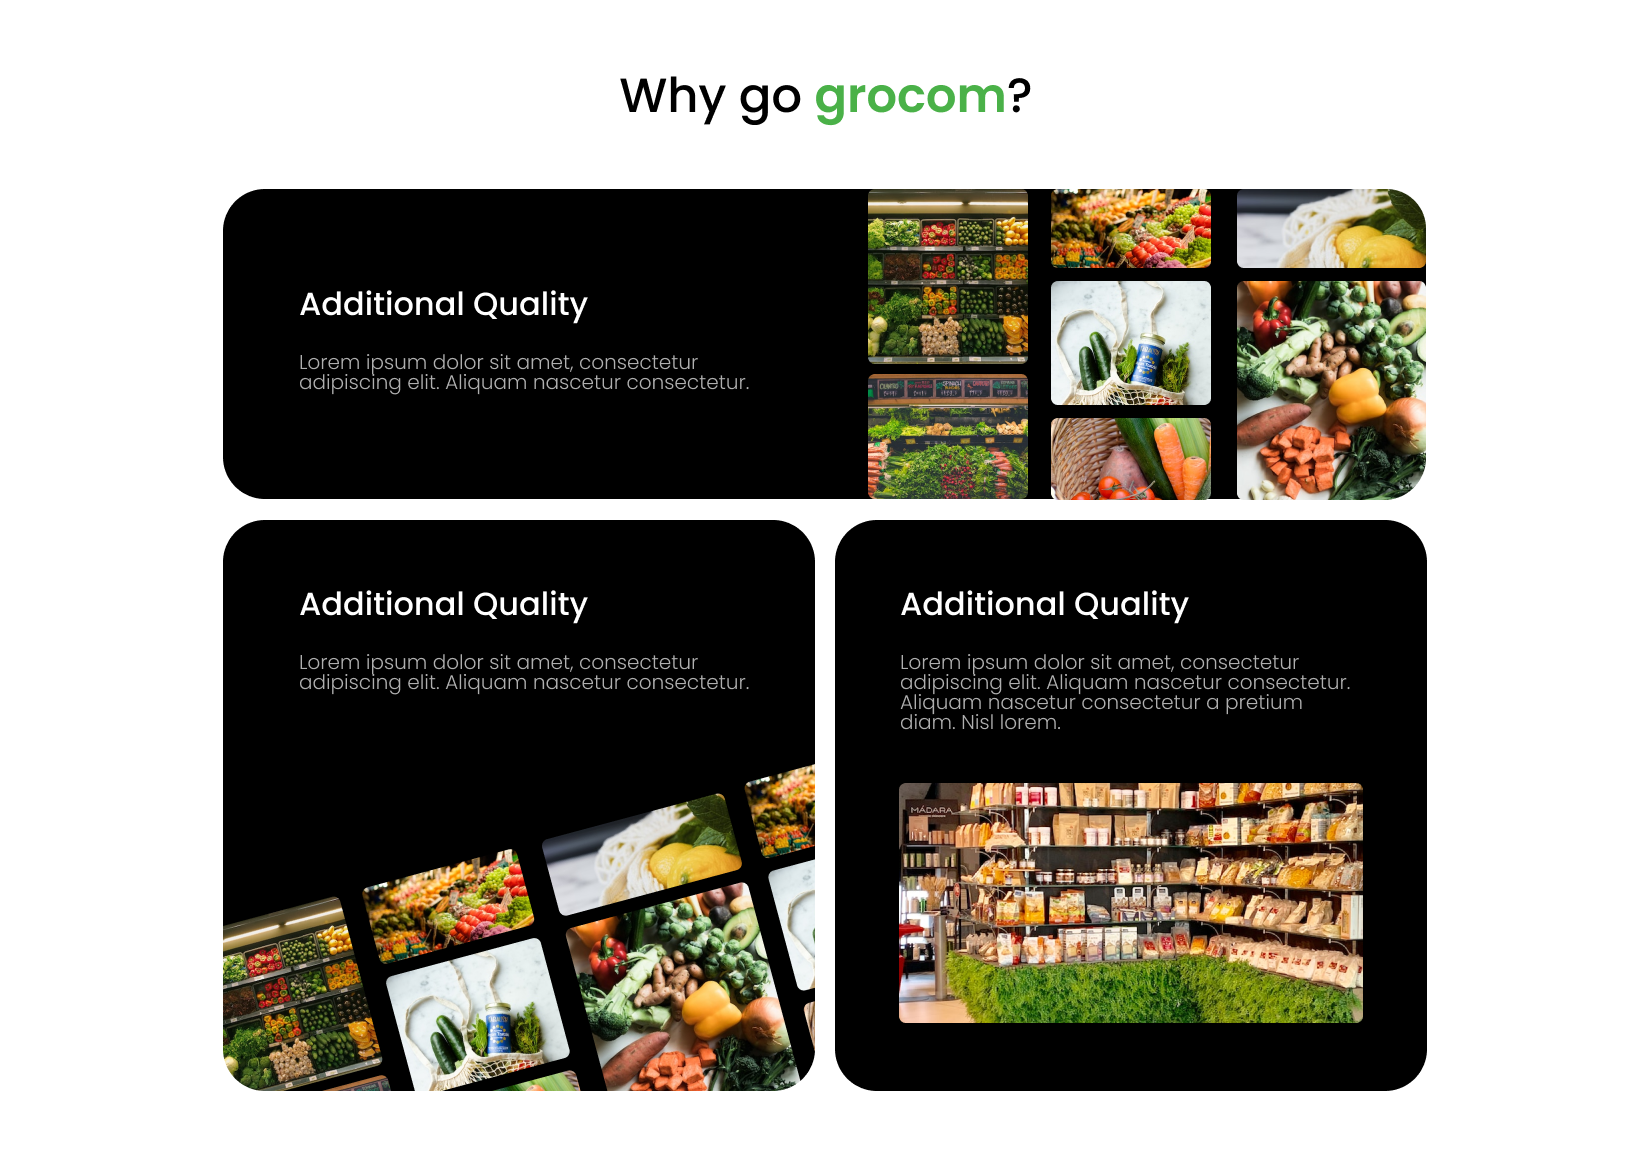 Why go grocom?
Additional Quality
Lorem ipsum dolor sit amet, consectetur
adipiscing elit. Aliquam nascetur consectetur.
Additional Quality
Lorem ipsum dolor sit amet, consectetur
adipiscing elit. Aliquam nascetur consectetur.
Additional Quality
Lorem ipsum dolor sit amet, consectetur
adipiscing elit. Aliquam nascetur consectetur.
Aliquam nascetur consectetur a pretium
diam. Nisl lorem.
MÁDARA